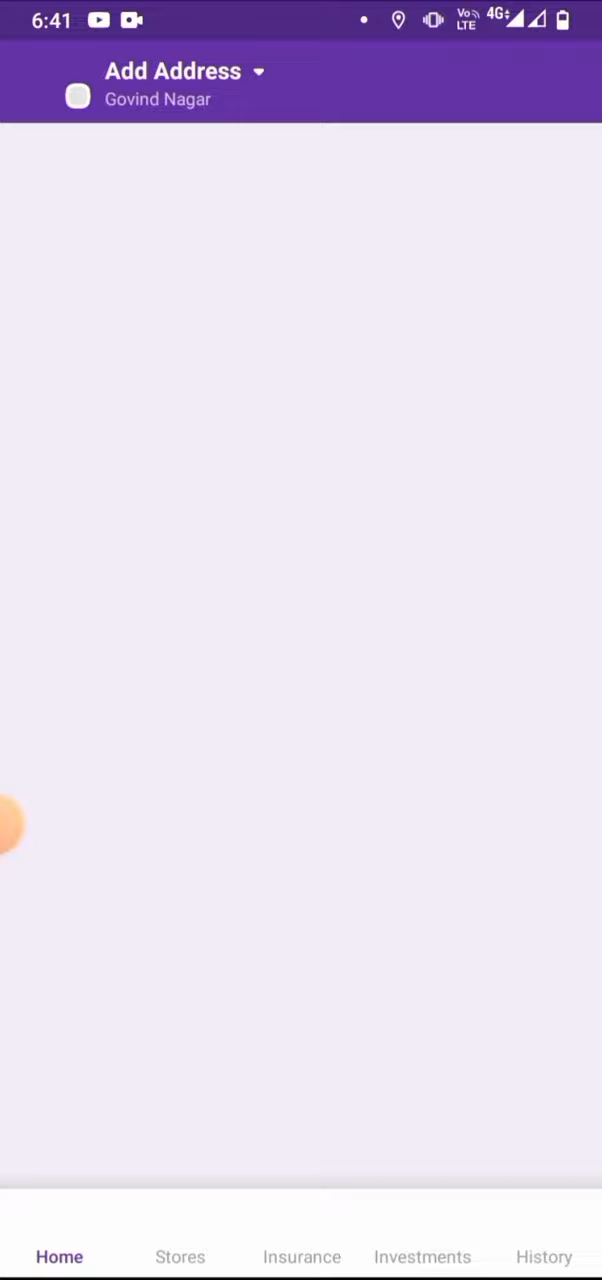 6:41
Vo LTE
4G
Add Address
Govind Nagar
Home
Stores
Insurance
Investments
History